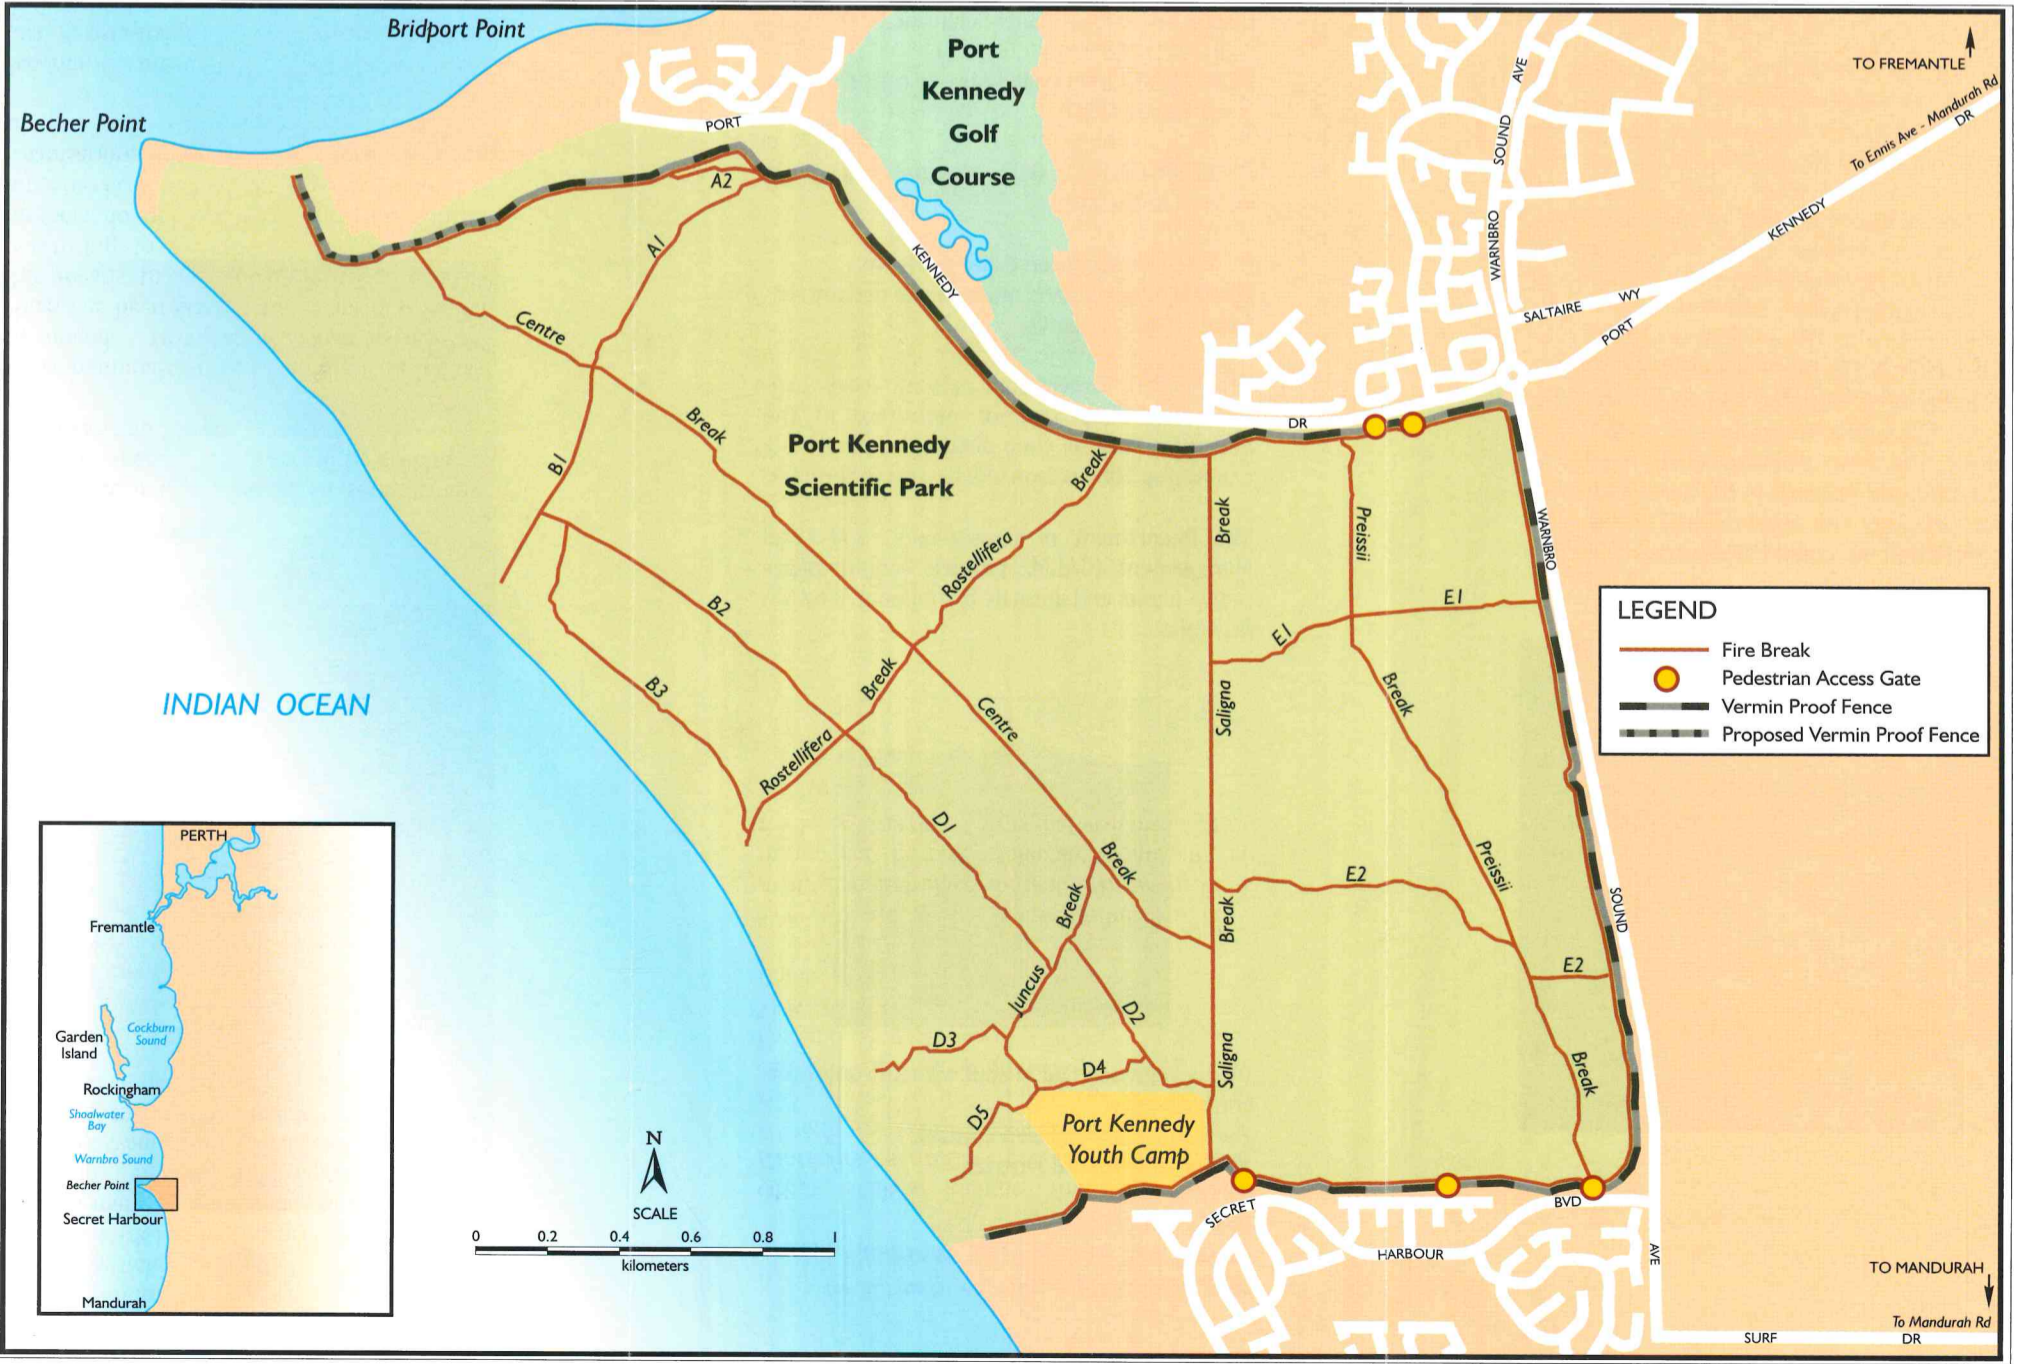 Bridport Point
Becher Point
Port
Kennedy
Golf
Course
TO FREMANTLE
To Ennis Ave - Mandurah Rd
DR
KENNEDY
PORT
AVE
SOUND
WARNBRO
SALTAIRE WY
PORT
KENNEDY
DR
A2
A1
Centre
Break
B1
Port Kennedy
Scientific Park
Break
Rostellifera
Break
Preissii
WARNBRO
E1
E1
B2
B3
Break
Rostellifera
Centre
Saligna
Break
INDIAN OCEAN
D1
Break
Break
Juncus
E2
Break
Preissii
SOUND
E2
D2
D3
D4
D5
Saligna
Break
Port Kennedy
Youth Camp
SECRET
HARBOUR
BVD
AVE
TO MANDURAH
To Mandurah Rd
SURF DR
LEGEND
Fire Break
Pedestrian Access Gate
Vermin Proof Fence
Proposed Vermin Proof Fence
PERTH
Fremantle
Garden
Island
Cockburn
Sound
Rockingham
Shoalwater
Bay
Warnbro Sound
Becher Point
Secret Harbour
Mandurah
N
SCALE
0 0.2 0.4 0.6 0.8 1
kilometers